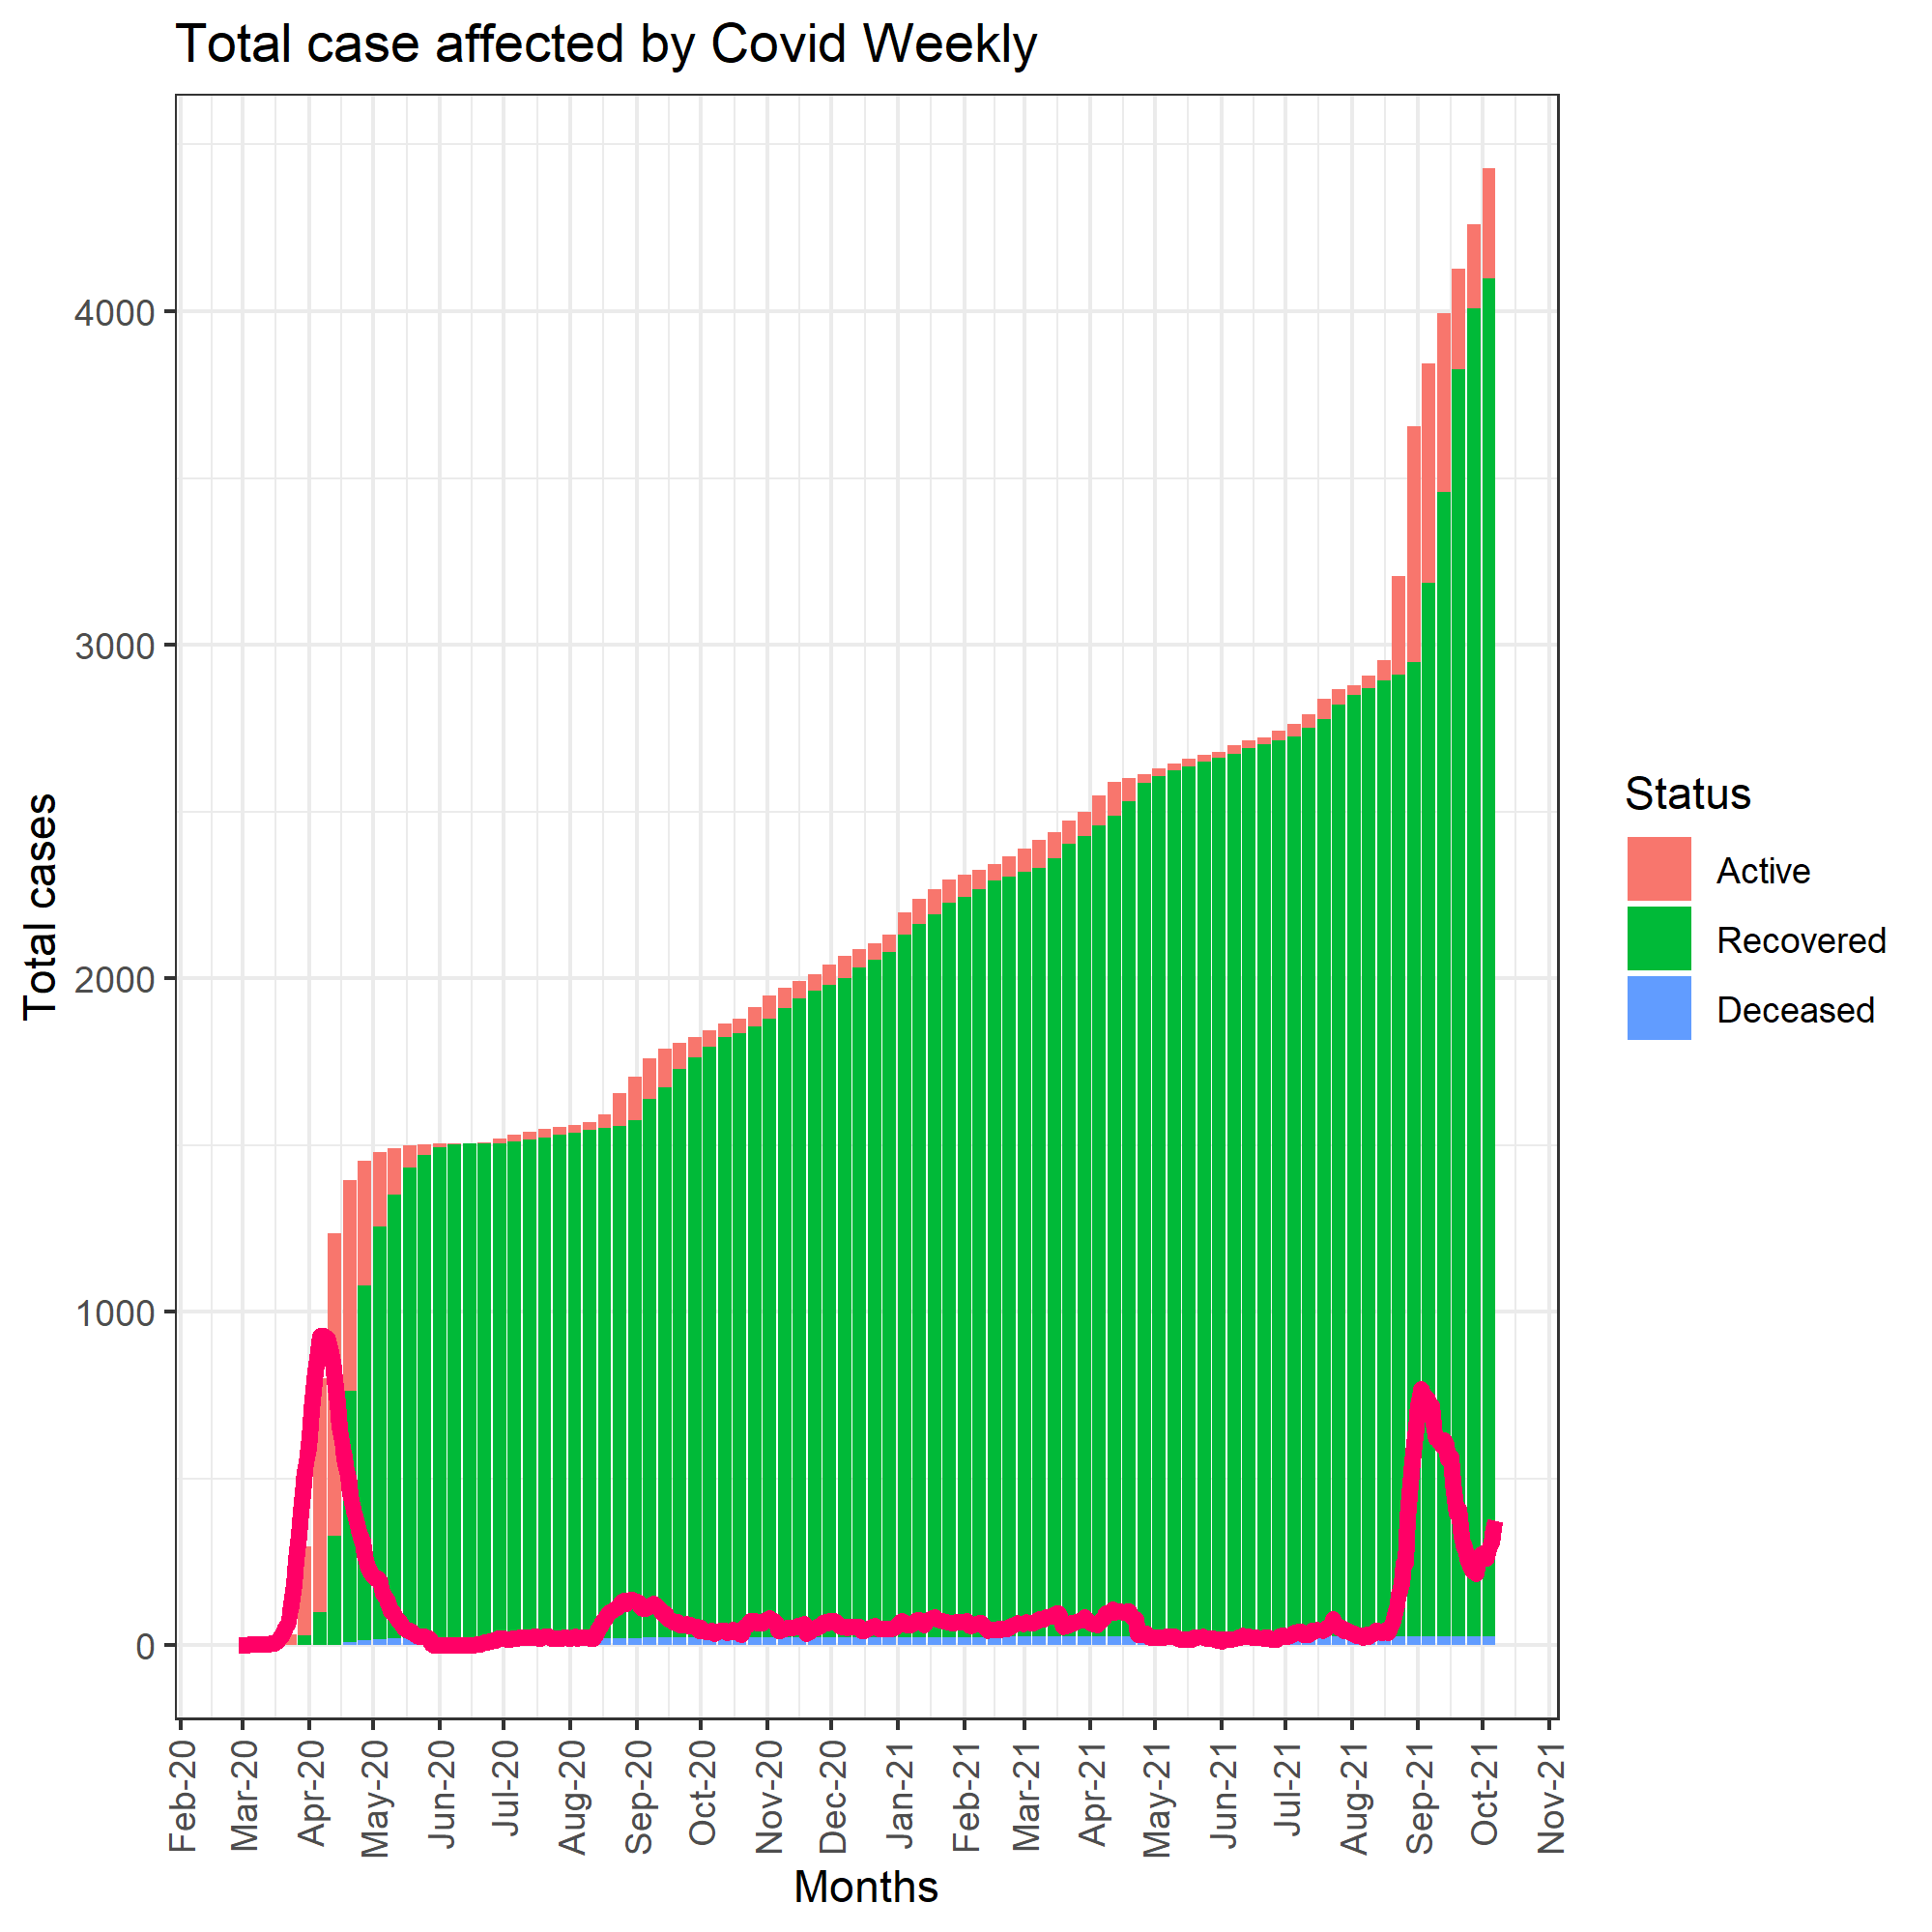 Total case affected by Covid Weekly
Total cases
4000
3000
2000
1000
0
Feb-20
Mar-20
Apr-20
May-20
Jun-20
Jul-20
Aug-20
Sep-20
Oct-20
Nov-20
Dec-20
Jan-21
Feb-21
Mar-21
Apr-21
May-21
Jun-21
Jul-21
Aug-21
Sep-21
Oct-21
Nov-21
Months
Status
Active
Recovered
Deceased